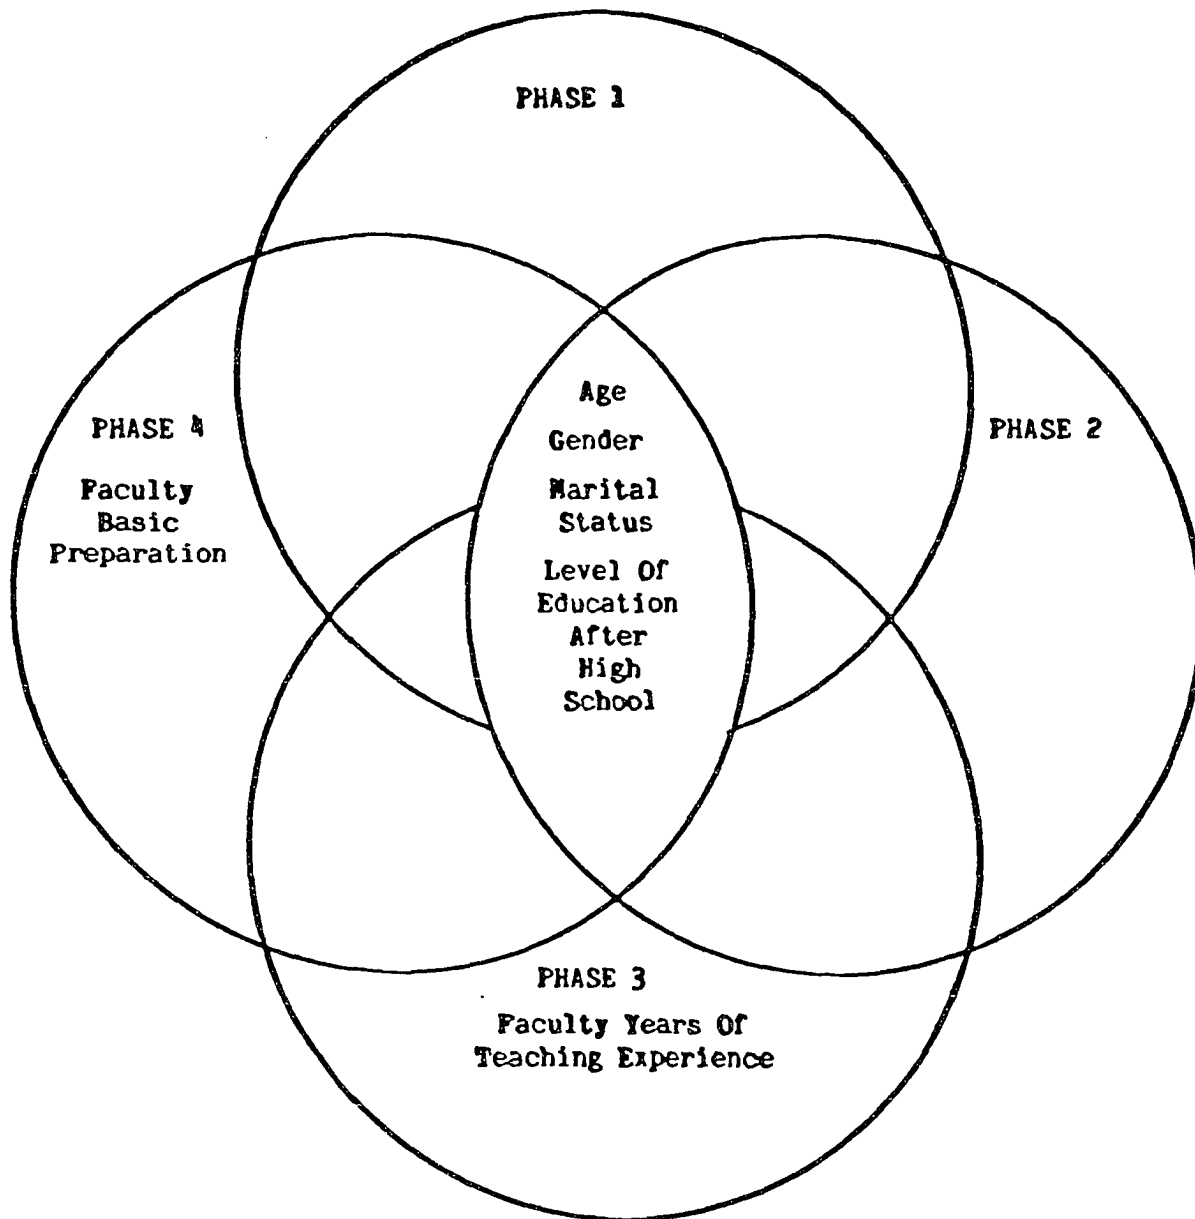 PHASE 1
PHASE 4
Faculty
Basic
Preparation
Age
Gender
Marital
Status
Level Of
Education
After
High
School
PHASE 2
PHASE 3
Faculty Years Of
Teaching Experience